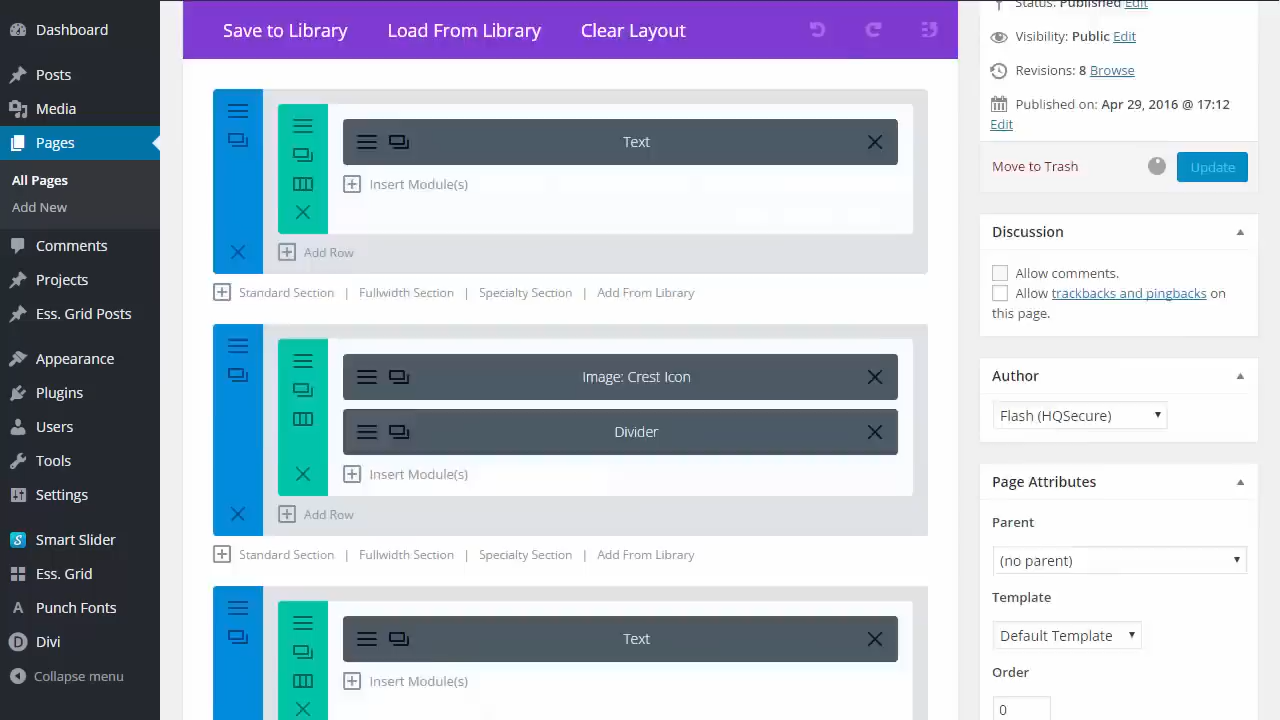 Dashboard
Posts
Media
Pages
All Pages
Add New
Comments
Projects
Ess. Grid Posts
Appearance
Plugins
Users
Tools
Settings
Smart Slider
Ess. Grid
Punch Fonts
Divi
Collapse menu
Save to Library Load From Library Clear Layout
Text
Insert Module(s)
Add Row
Standard Section | Fullwidth Section | Specialty Section | Add From Library
Image: Crest Icon
Divider
Insert Module(s)
Add Row
Standard Section | Fullwidth Section | Specialty Section | Add From Library
Text
Insert Module(s)
Status: Published Edit
Visibility: Public Edit
Revisions: 8 Browse
Published on: Apr 29, 2016 @ 17:12
Edit
Move to Trash Update
Discussion
Allow comments.
Allow trackbacks and pingbacks on
this page.
Author
Flash (HQSecure)
Page Attributes
Parent
(no parent)
Template
Default Template
Order
0